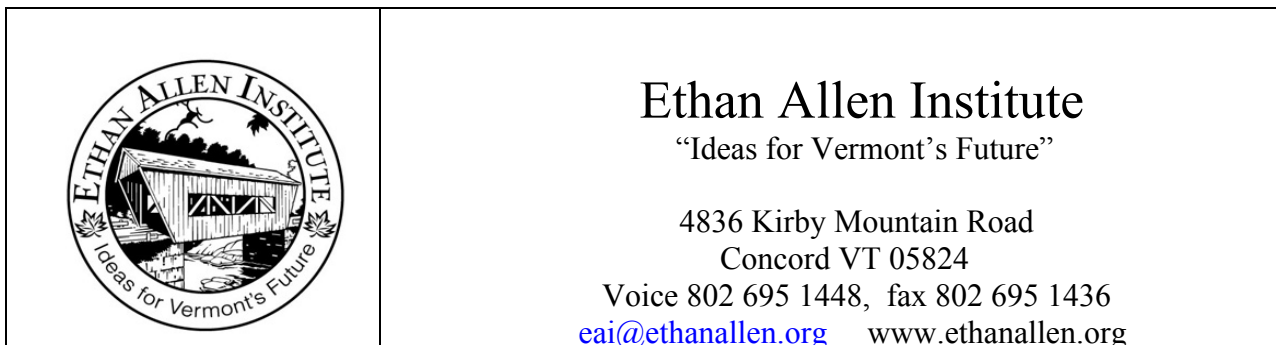 ETHAN ALLEN INSTITUTE
Ideas for Vermont's Future
Ethan Allen Institute
“Ideas for Vermont’s Future”
4836 Kirby Mountain Road
Concord VT 05824
Voice 802 695 1448,  fax 802 695 1436
eai@ethanallen.org    www.ethanallen.org